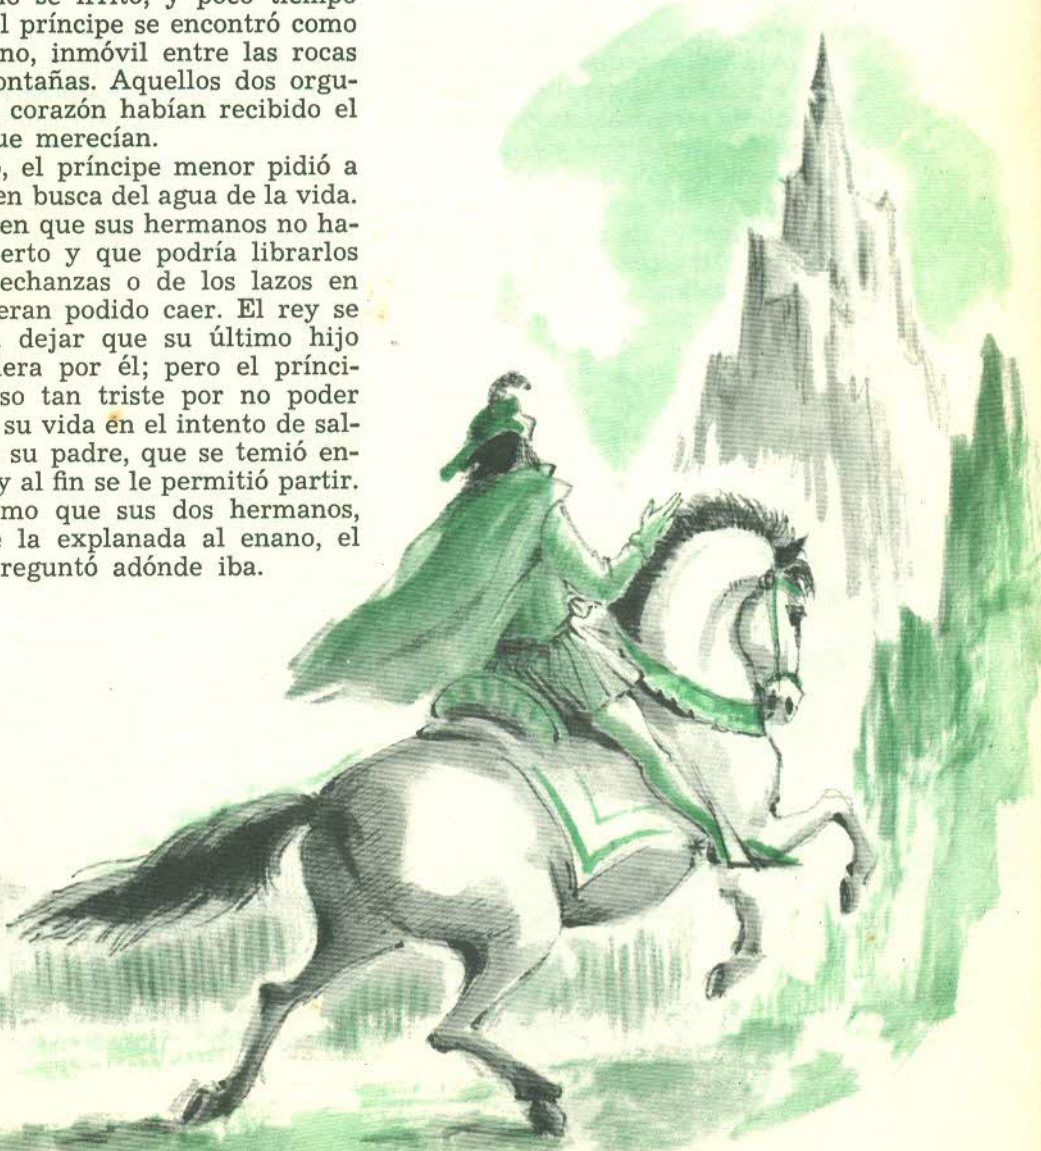 se irritó, y poco tiempo
l príncipe se encontró como
no, inmóvil entre las rocas
ontañas. Aquellos dos orgu-
corazón habían recibido el
ue merecían.
, el príncipe menor pidió a
en busca del agua de la vida.
en que sus hermanos no ha-
erto y que podría librarlos
echanzas o de los lazos en
eran podido caer. El rey se
dejar que su último hijo
era por él; pero el prínci-
so tan triste por no poder
su vida en el intento de sal-
su padre, que se temió en-
y al fin se le permitió partir.
mo que sus dos hermanos,
la explanada al enano, el
reguntó adónde iba.